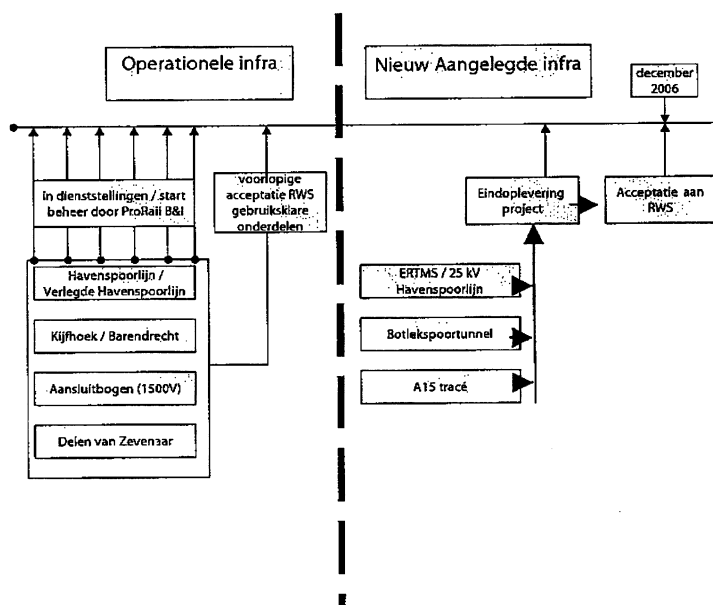 Operationele infra
Nieuw Aangelegde infra
december
2006
In dienststellingen / start
beheer door ProRail B&I
voorlopige
acceptatie RWS
gebruiksklare
onderdelen
Eindoplevering
project
Acceptatie aan
RWS
Havenspoorlijn /
Verlegde Havenspoorlijn
Kijfhoek / Barendrecht
Aansluitbogen (1500V)
Delen van Zevenaar
ERTMS / 25 kV
Havenspoorlijn
Botlekspoortunnel
A15 tracé